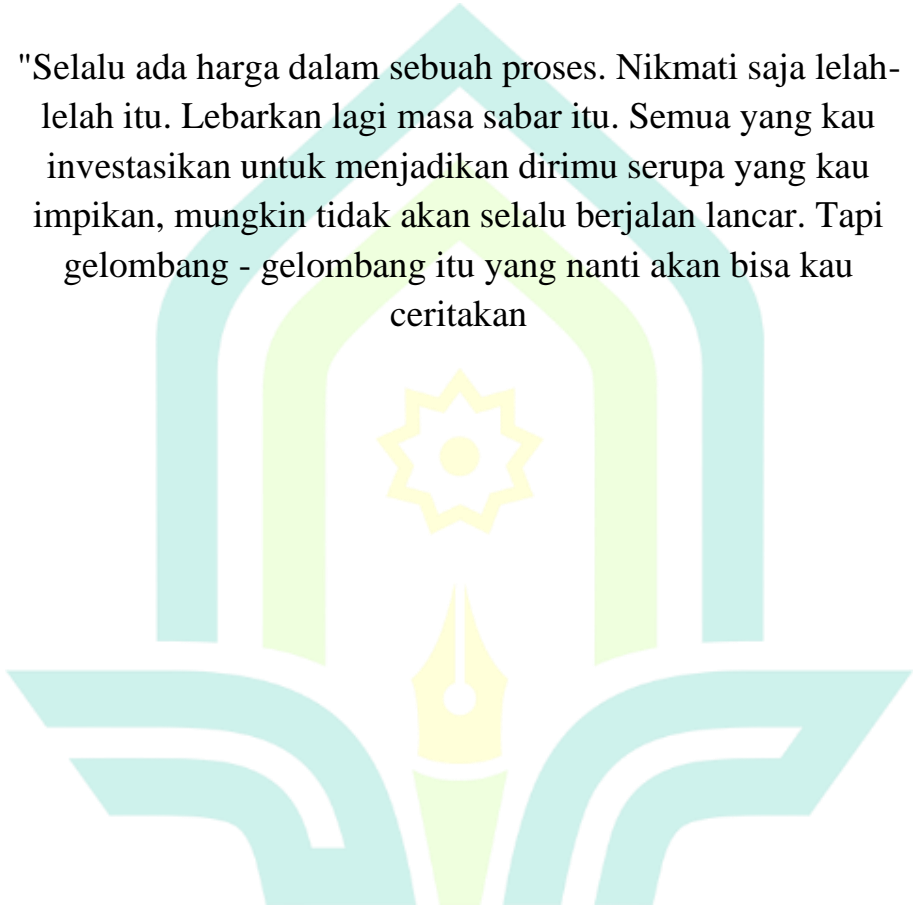 "Selalu ada harga dalam sebuah proses. Nikmati saja lelah-
lelah itu. Lebarkan lagi masa sabar itu. Semua yang kau
investasikan untuk menjadikan dirimu serupa yang kau
impikan, mungkin tidak akan selalu berjalan lancar. Tapi
gelombang - gelombang itu yang nanti akan bisa kau
ceritakan